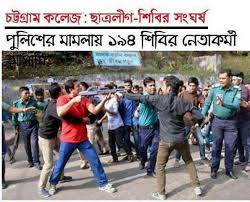 চট্টগ্রাম কলেজ : ছাত্রলীগ-শিবির সংঘর্ষ
পুলিশের মামলায় ১৯৪ শিবির নেতাকর্মী